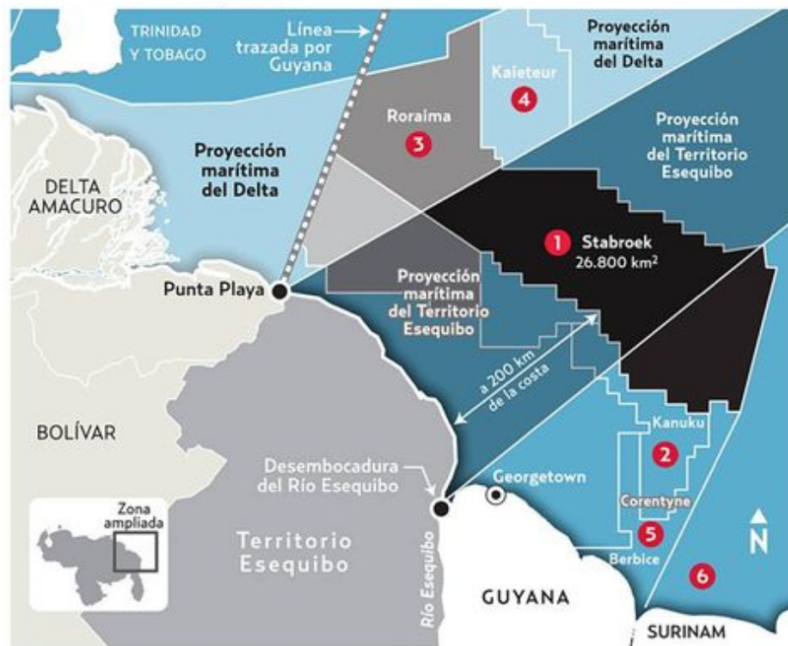 TRINIDAD
Y TOBAGO
Línea
trazada por
Guyana
Proyección
marítima
del Delta
Kaieteur
4
Roraima
3
Proyección
marítima
del Territorio
Esequibo
Proyección
marítima
del Delta
DELTA
AMACURO
1
Stabroek
26.800 km²
Punta Playa
Proyección
marítima
del Territorio
Esequibo
a 200 km
de la costa
BOLÍVAR
Kanuku
2
Desembocadura
del Río Esequibo
Georgetown
Corentyne
5
Berbice
Zona
ampliada
Territorio
Esequibo
Río Esequibo
N
6
GUYANA
SURINAM